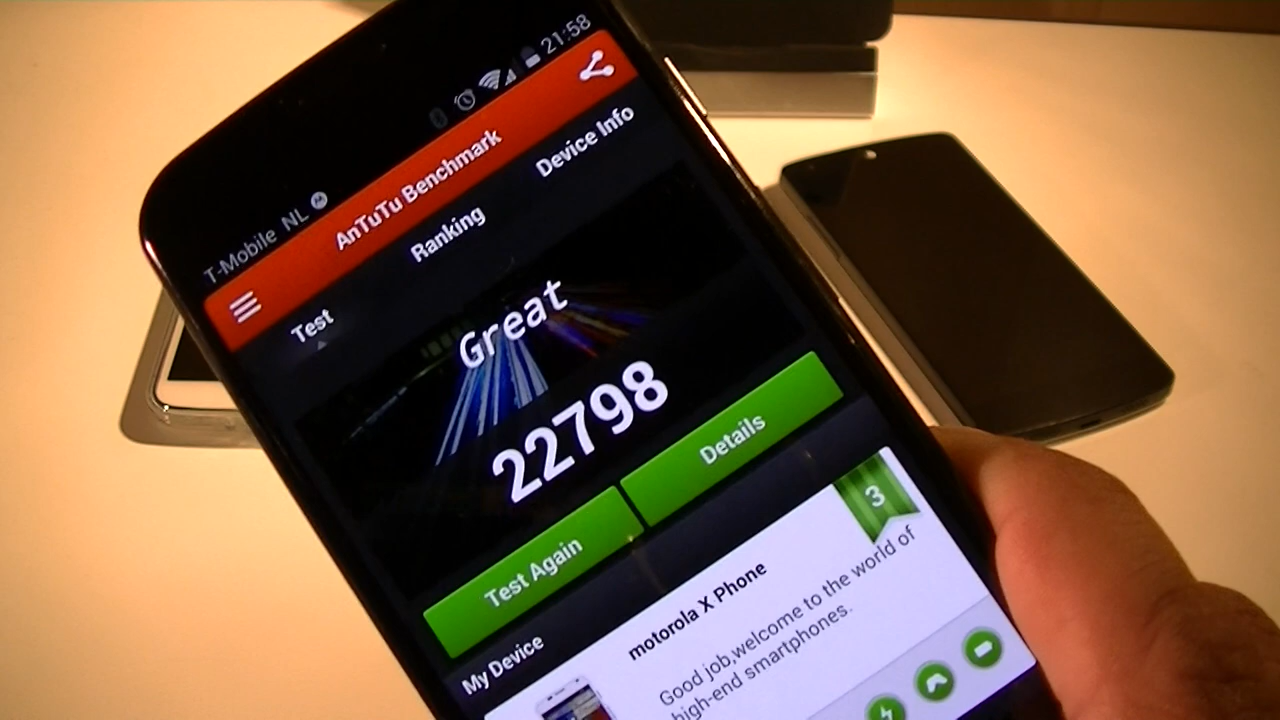 T-Mobile NL 21:58
AnTuTu Benchmark
Test Ranking Device Info
Great
22798
Test Again Details
My Device
3
motorola X Phone
Good job,welcome to the world of
high-end smartphones.